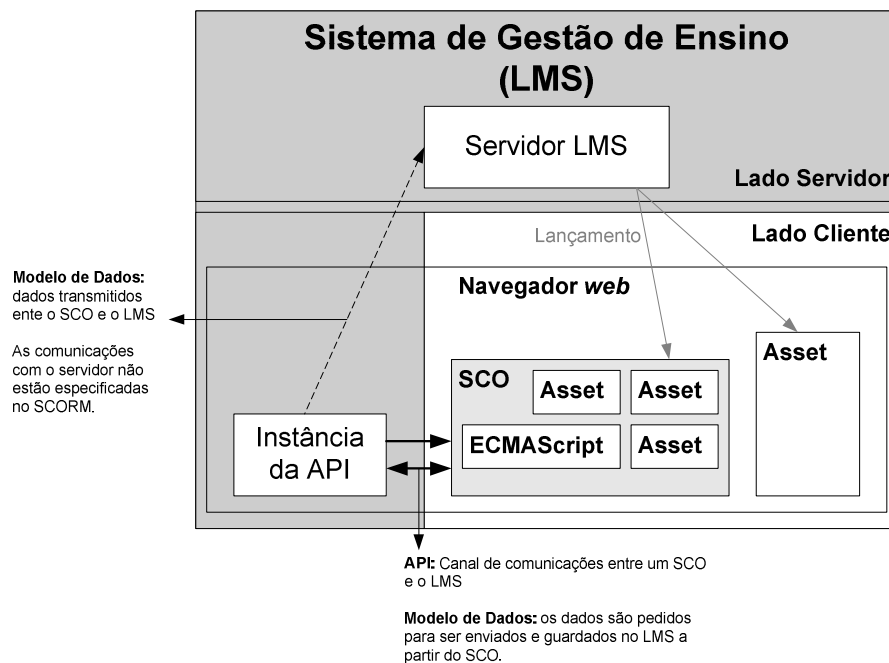 Sistema de Gestão de Ensino
(LMS)
Servidor LMS
Lado Servidor
Lançamento
Lado Cliente
Modelo de Dados:
dados transmitidos
ente o SCO e o LMS
As comunicações
com o servidor não
estão especificadas
no SCORM.
Navegador web
Asset
SCO
Asset
Asset
ECMAScript
Asset
Instância
da API
API: Canal de comunicações entre um SCO
e o LMS
Modelo de Dados: os dados são pedidos
para ser enviados e guardados no LMS a
partir do SCO.